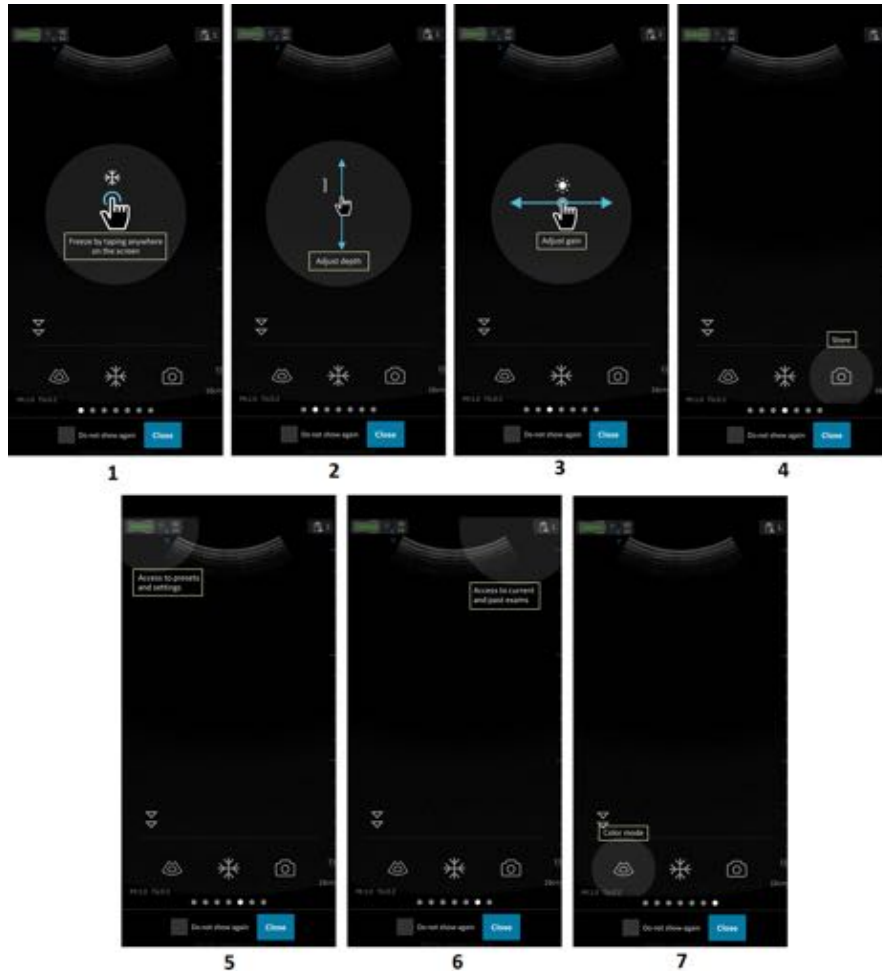 Freeze by taping anywhere
on the screen
Do not show again
Close
1
Adjust depth
Do not show again
Close
2
Adjust gain
Do not show again
Close
3
Store
Do not show again
Close
4
Access to presets
and settings
Do not show again
Close
5
Access to current
and past exams
Do not show again
Close
6
Color mode
Do not show again
Close
7